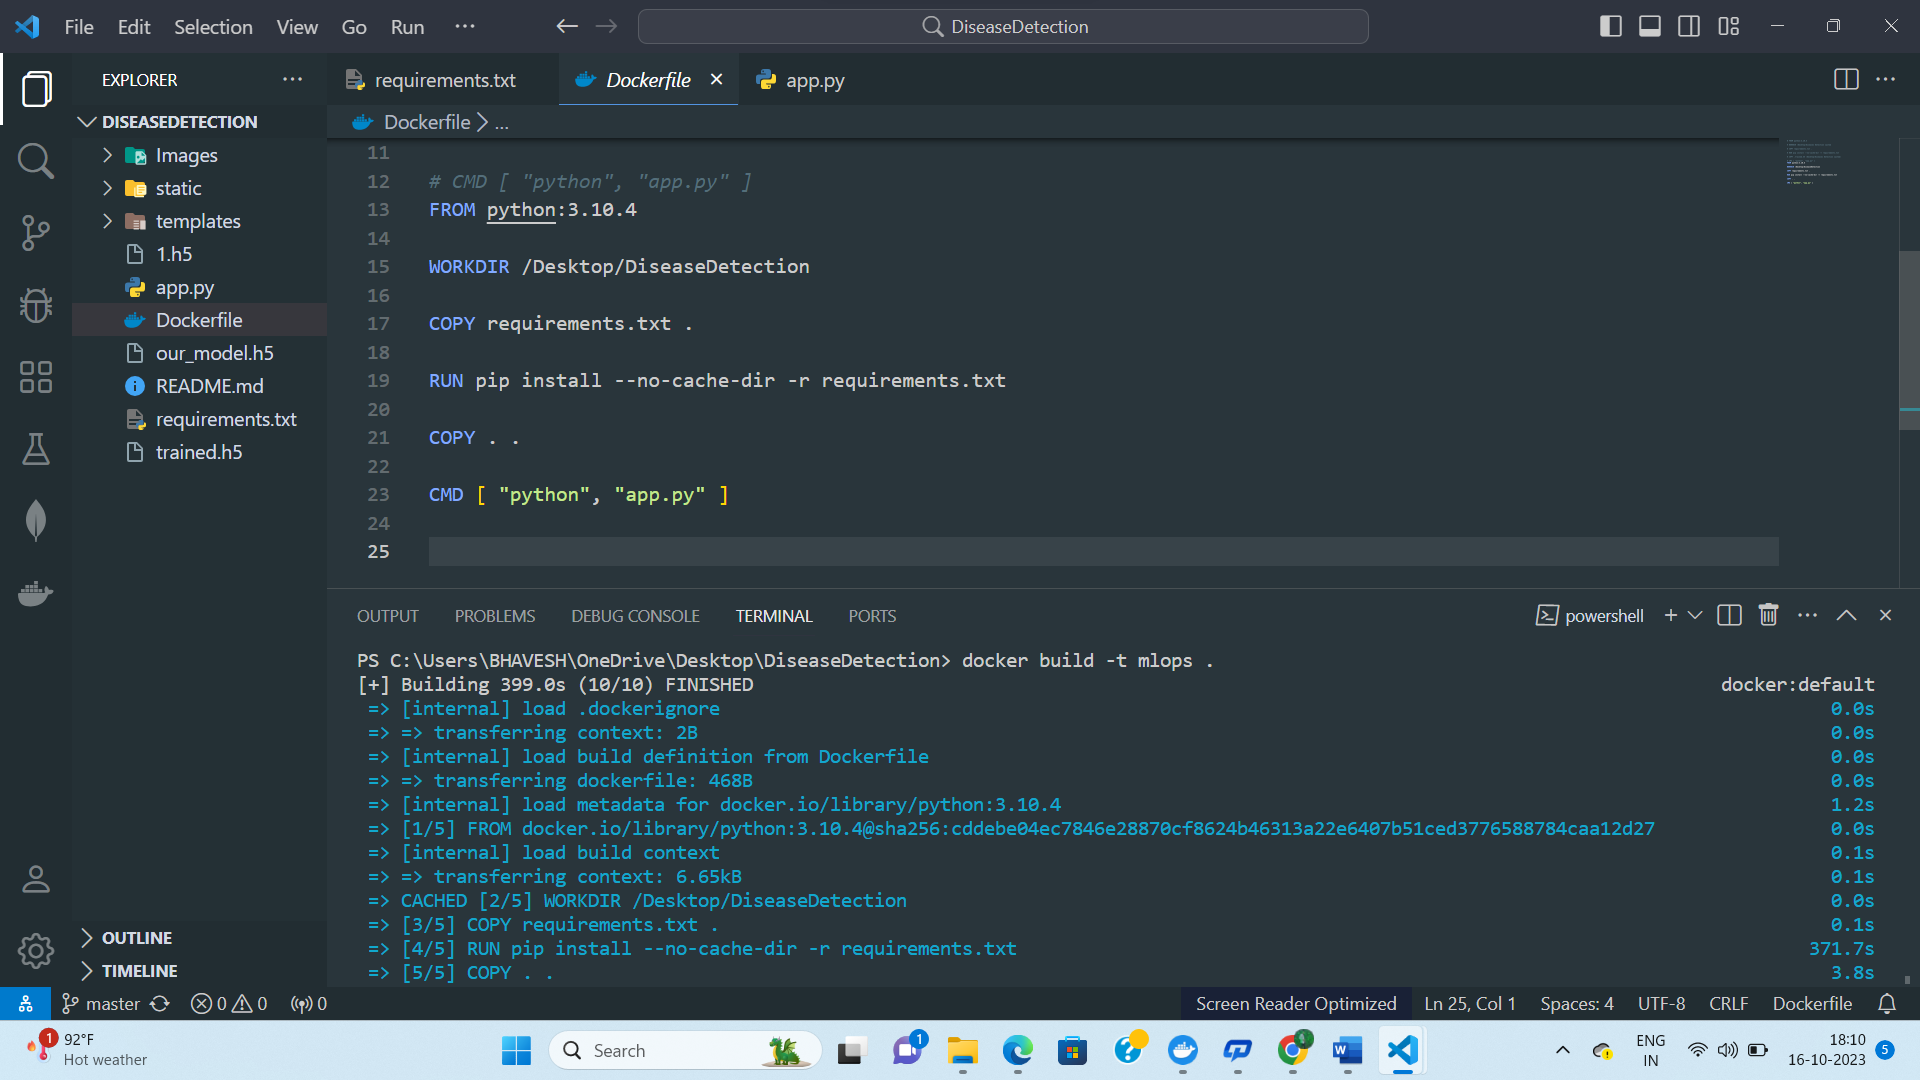 File Edit Selection View Go Run ··· DiseaseDetection
EXPLORER
requirements.txt Dockerfile app.py
DISEASEDETECTION
Images
static
templates
1.h5
app.py
Dockerfile
our_model.h5
README.md
requirements.txt
trained.h5
OUTLINE
TIMELINE
Dockerfile > ...
11
12 # CMD [ "python", "app.py" ]
13 FROM python:3.10.4
14
15 WORKDIR /Desktop/DiseaseDetection
16
17 COPY requirements.txt .
18
19 RUN pip install --no-cache-dir -r requirements.txt
20
21 COPY . .
22
23 CMD [ "python", "app.py" ]
24
25
OUTPUT PROBLEMS DEBUG CONSOLE TERMINAL PORTS powershell
PS C:\Users\BHAVESH\OneDrive\Desktop\DiseaseDetection> docker build -t mlops .
[+] Building 399.0s (10/10) FINISHED docker:default
=> [internal] load .dockerignore 0.0s
=> => transferring context: 2B 0.0s
=> [internal] load build definition from Dockerfile 0.0s
=> => transferring dockerfile: 468B 0.0s
=> [internal] load metadata for docker.io/library/python:3.10.4 1.2s
=> [1/5] FROM docker.io/library/python:3.10.4@sha256:cddebe04ec7846e28870cf8624b46313a22e6407b51ced3776588784caa12d27 0.0s
=> [internal] load build context 0.1s
=> => transferring context: 6.65kB 0.1s
=> CACHED [2/5] WORKDIR /Desktop/DiseaseDetection 0.0s
=> [3/5] COPY requirements.txt . 0.1s
=> [4/5] RUN pip install --no-cache-dir -r requirements.txt 371.7s
=> [5/5] COPY . . 3.8s
master 0 0 0 Screen Reader Optimized Ln 25, Col 1 Spaces: 4 UTF-8 CRLF Dockerfile
1 92°F
Hot weather
Search
1
ENG
IN
18:10
16-10-2023
5